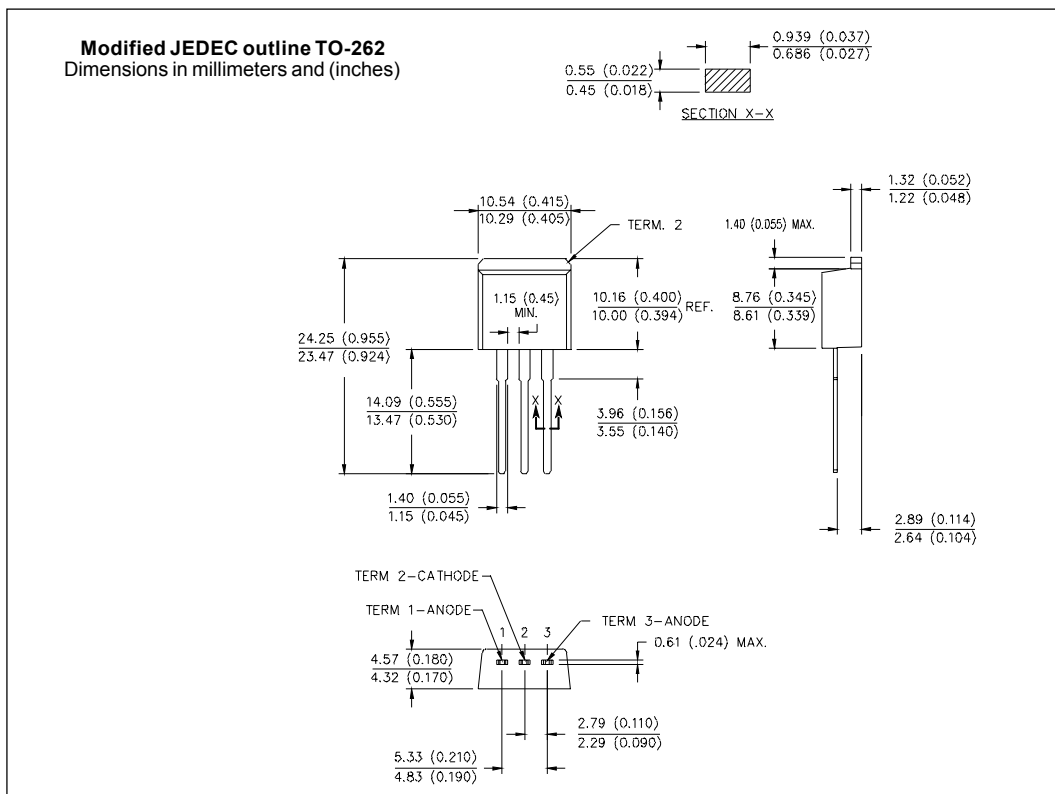 Modified JEDEC outline TO-262
Dimensions in millimeters and (inches)
0.939 (0.037)
0.686 (0.027)
0.55 (0.022)
0.45 (0.018)
SECTION X-X
1.32 (0.052)
1.22 (0.048)
10.54 (0.415)
10.29 (0.405)
TERM. 2
1.40 (0.055) MAX.
1.15 (0.45)
MIN.
10.16 (0.400)
10.00 (0.394)
REF.
8.76 (0.345)
8.61 (0.339)
24.25 (0.955)
23.47 (0.924)
14.09 (0.555)
13.47 (0.530)
X X
3.96 (0.156)
3.55 (0.140)
1.40 (0.055)
1.15 (0.045)
2.89 (0.114)
2.64 (0.104)
TERM 2-CATHODE
TERM 1-ANODE
TERM 3-ANODE
1 2 3
0.61 (.024) MAX.
4.57 (0.180)
4.32 (0.170)
2.79 (0.110)
2.29 (0.090)
5.33 (0.210)
4.83 (0.190)